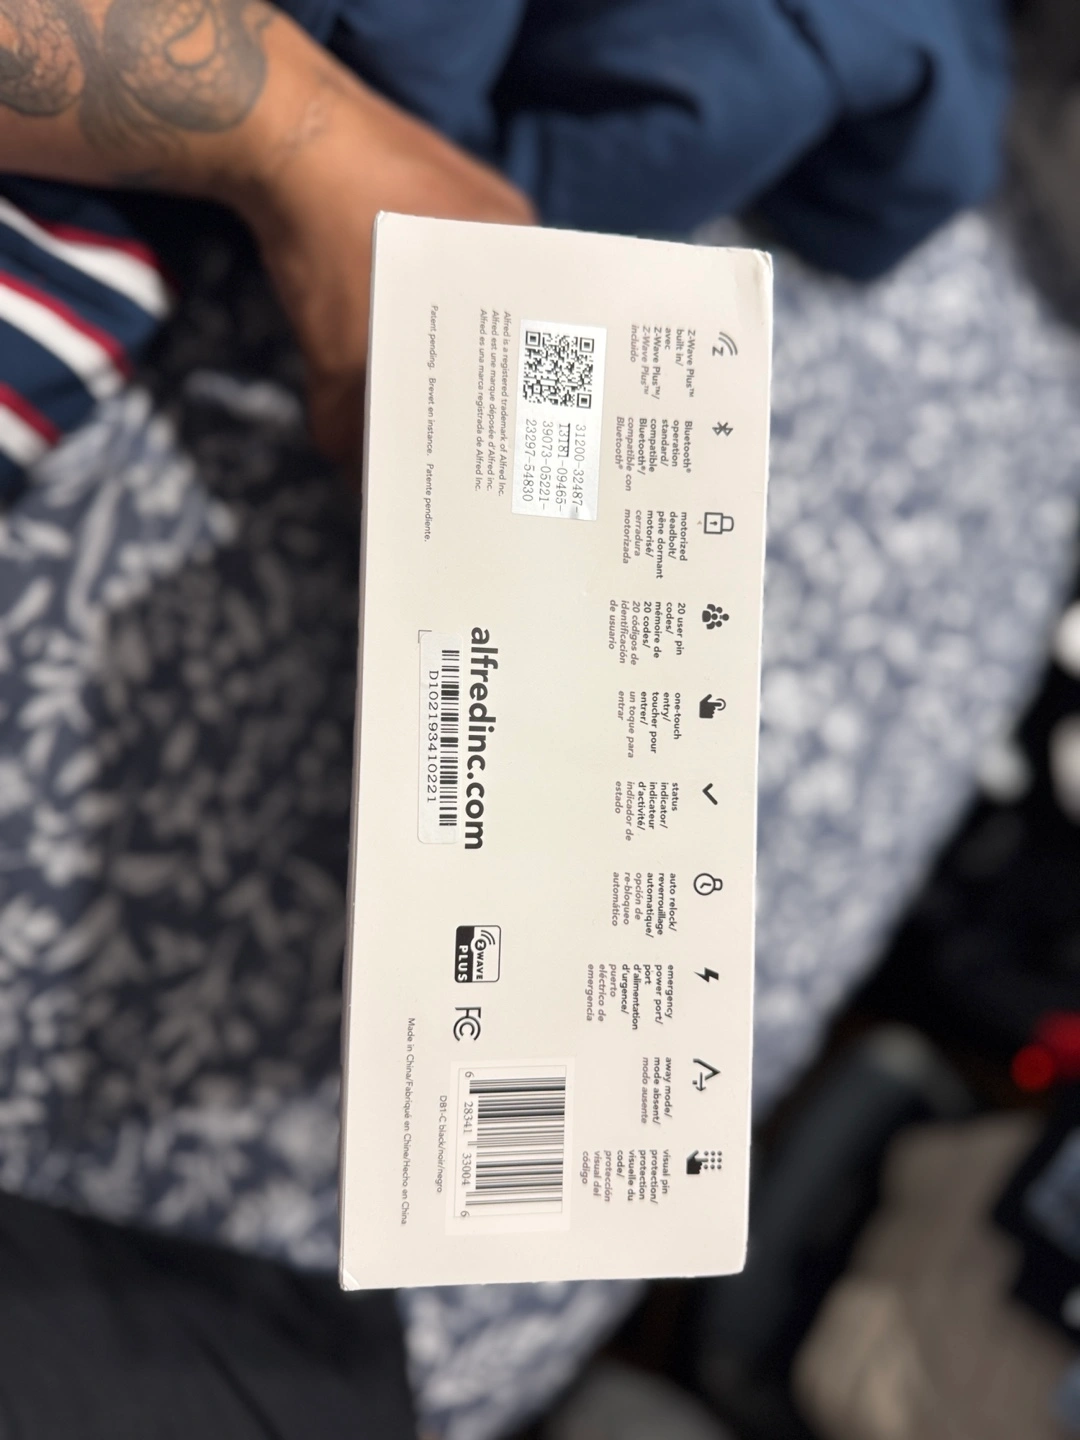 Z-Wave Plus™
built in/
avec
Z-Wave Plus™/
Z-Wave Plus™
incluido
Bluetooth®
operation
standard/
compatible
Bluetooth®/
compatible con
Bluetooth®
motorized
deadbolt/
pêne dormant
motorisé/
cerradura
motorizada
20 user pin
codes/
mémoire de
20 codes/
20 códigos de
identificación
de usuario
one-touch
entry/
toucher pour
entrer/
un toque para
entrar
status
indicator/
indicateur
d'activité/
indicador de
estado
auto relock/
reverrouillage
automatique/
opción de
re-bloqueo
automático
emergency
power port/
port
d'alimentation
d'urgence/
puerto
eléctrico de
emergencia
away mode/
mode absent/
modo ausente
visual pin
protection/
protection
visuelle du
code/
protección
visual del
código
31200-32487-
13181-09465-
39073-05221-
23297-54830
Alfred is a registered trademark of Alfred Inc.
Alfred est une marque déposée d'Alfred inc.
Alfred es una marca registrada de Alfred Inc.
Patent pending. Brevet en instance. Patente pendiente.
alfredinc.com
D102193410221
Z WAVE
PLUS
FC
6 28341 33004 6
DB1-C black/noir/negro
Made in China/Fabriqué en Chine/Hecho en China